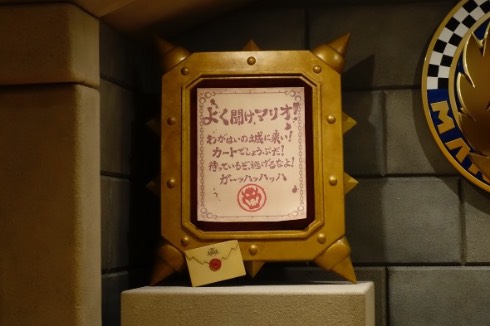 よく聞け、マリオ!
わがはいの城に来い!
カートでしょうぶだ!
待っているぞ、逃げるなよ!
ガーッハッハッハ
MA